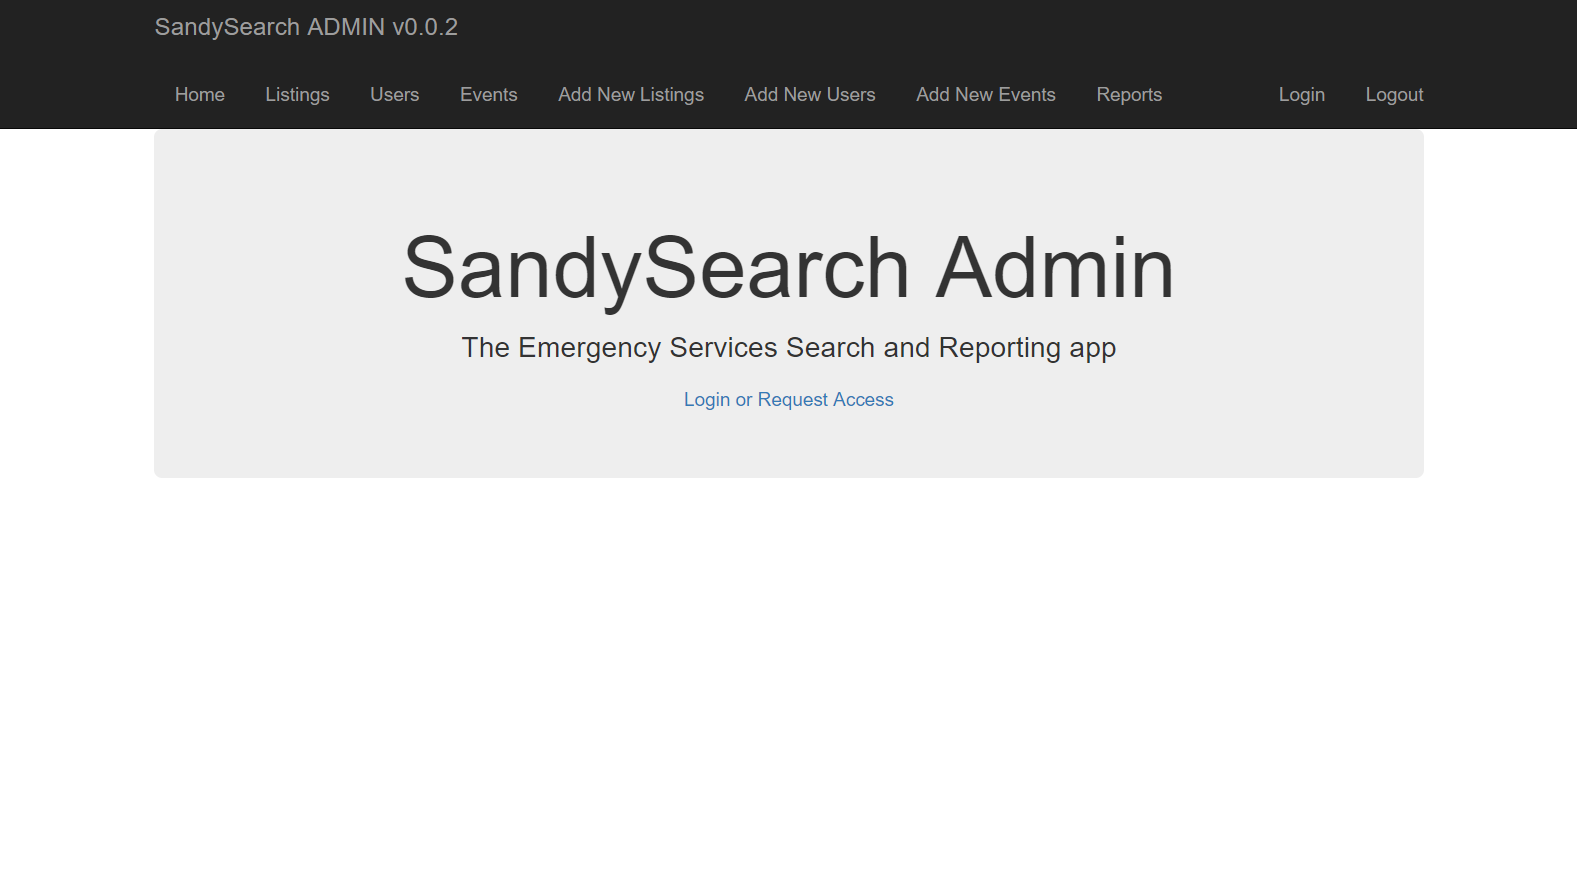 SandySearch ADMIN v0.0.2
Home Listings Users Events Add New Listings Add New Users Add New Events Reports Login Logout
SandySearch Admin
The Emergency Services Search and Reporting app
Login or Request Access